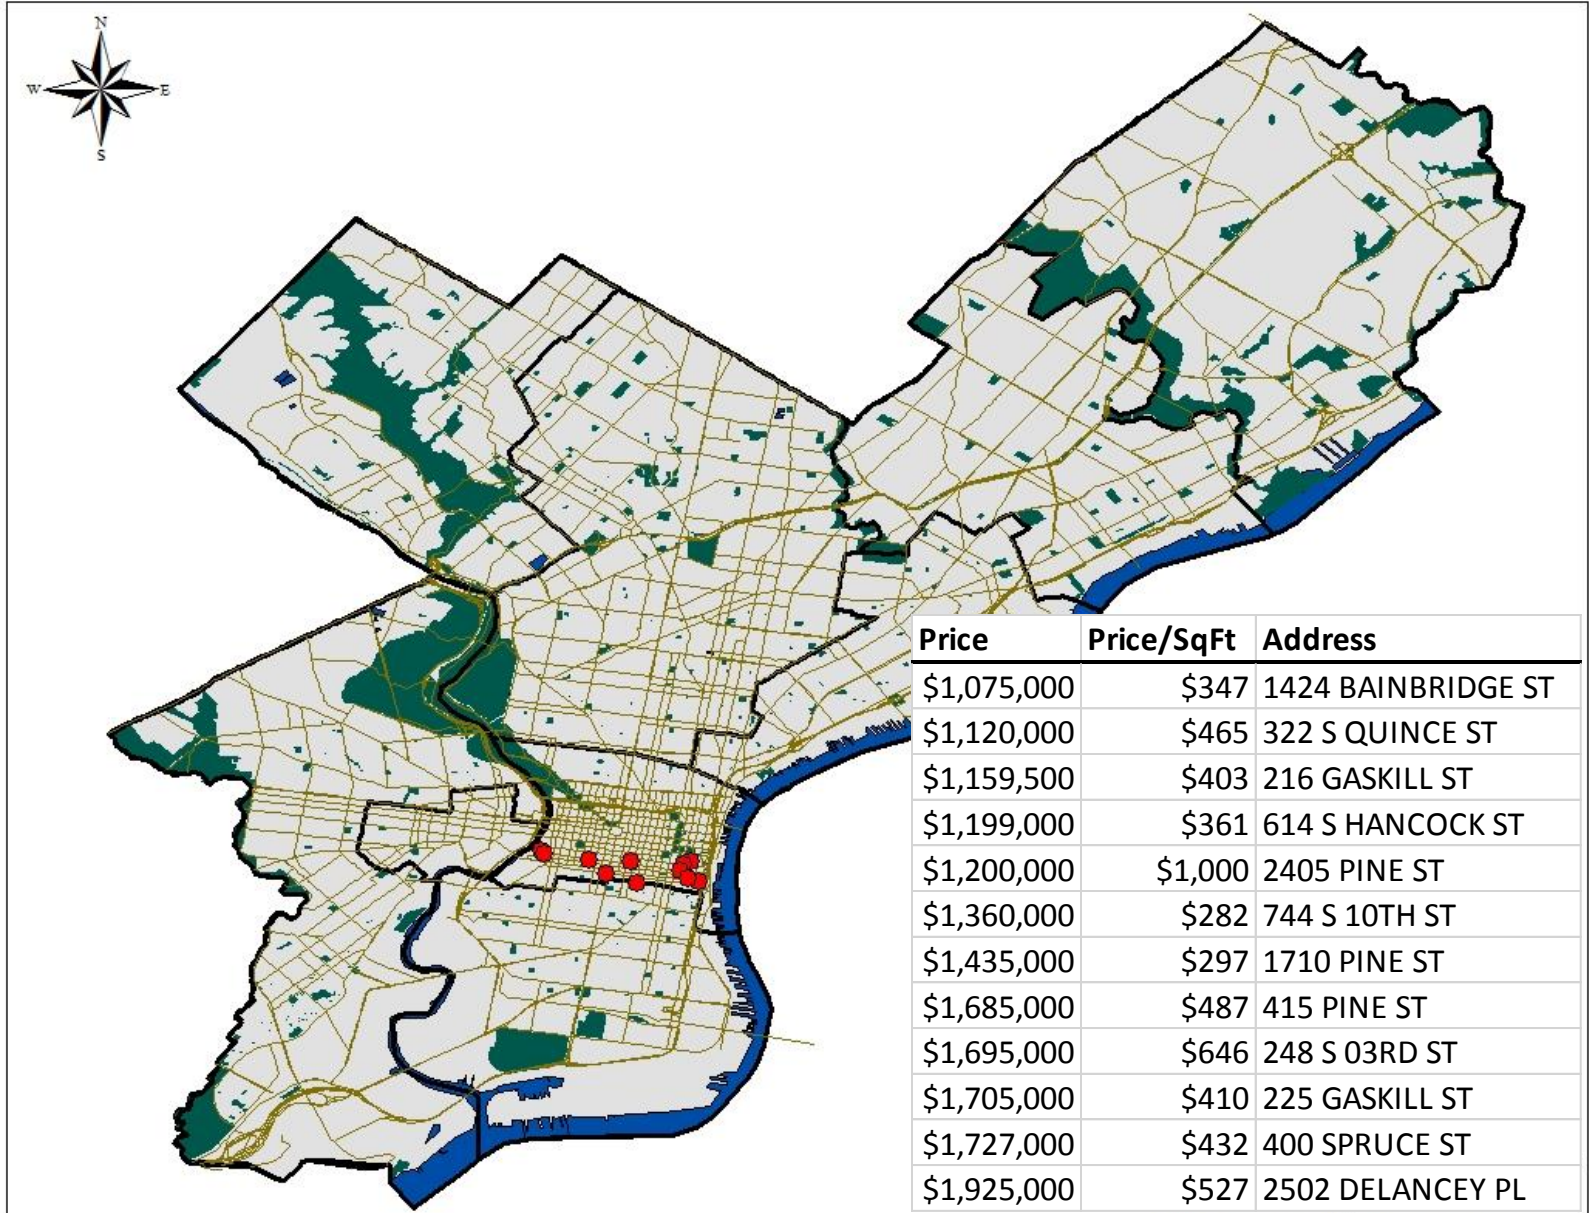 N
W E
S
Price Price/SqFt Address
$1,075,000 $347 1424 BAINBRIDGE ST
$1,120,000 $465 322 S QUINCE ST
$1,159,500 $403 216 GASKILL ST
$1,199,000 $361 614 S HANCOCK ST
$1,200,000 $1,000 2405 PINE ST
$1,360,000 $282 744 S 10TH ST
$1,435,000 $297 1710 PINE ST
$1,685,000 $487 415 PINE ST
$1,695,000 $646 248 S 03RD ST
$1,705,000 $410 225 GASKILL ST
$1,727,000 $432 400 SPRUCE ST
$1,925,000 $527 2502 DELANCEY PL